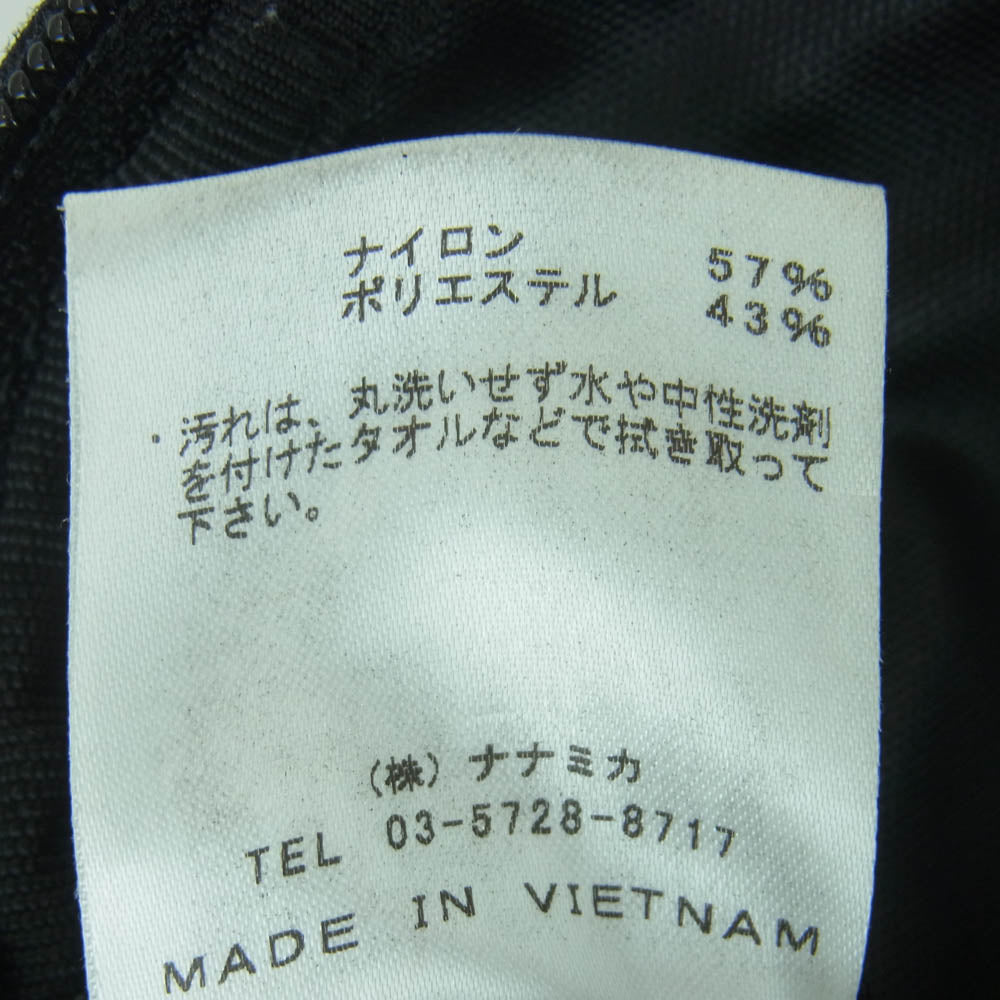 ナイロン 57%
ポリエステル 43%
・汚れは、丸洗いせず水や中性洗剤
を付けたタオルなどで拭き取って
下さい。
(株)ナナミカ
TEL 03-5728-8717
MADE IN VIETNAM